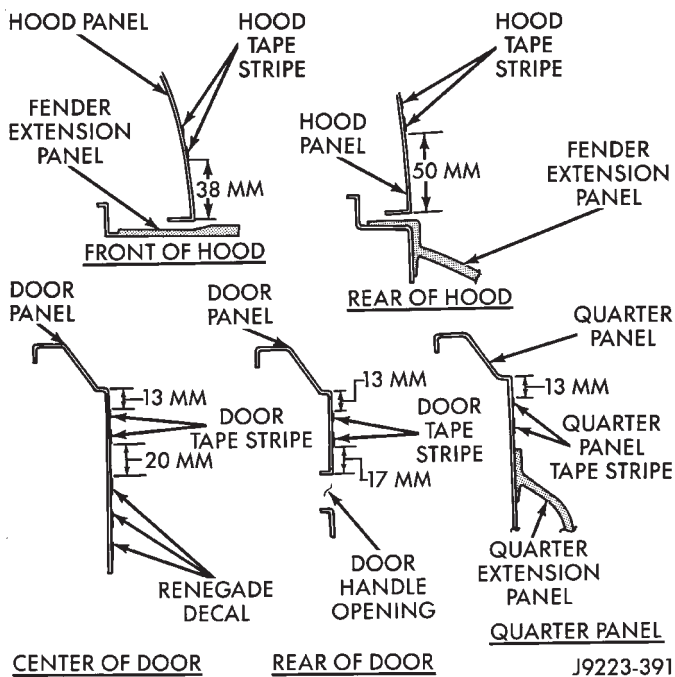 HOOD PANEL
HOOD
TAPE
STRIPE
FENDER
EXTENSION
PANEL
38 MM
FRONT OF HOOD
HOOD
TAPE
STRIPE
HOOD
PANEL
50 MM
FENDER
EXTENSION
PANEL
REAR OF HOOD
DOOR
PANEL
13 MM
DOOR
TAPE STRIPE
20 MM
RENEGADE
DECAL
CENTER OF DOOR
DOOR
PANEL
13 MM
DOOR
TAPE
STRIPE
17 MM
DOOR
HANDLE
OPENING
REAR OF DOOR
QUARTER
PANEL
13 MM
QUARTER
PANEL
TAPE STRIPE
QUARTER
EXTENSION
PANEL
QUARTER PANEL
J9223-391